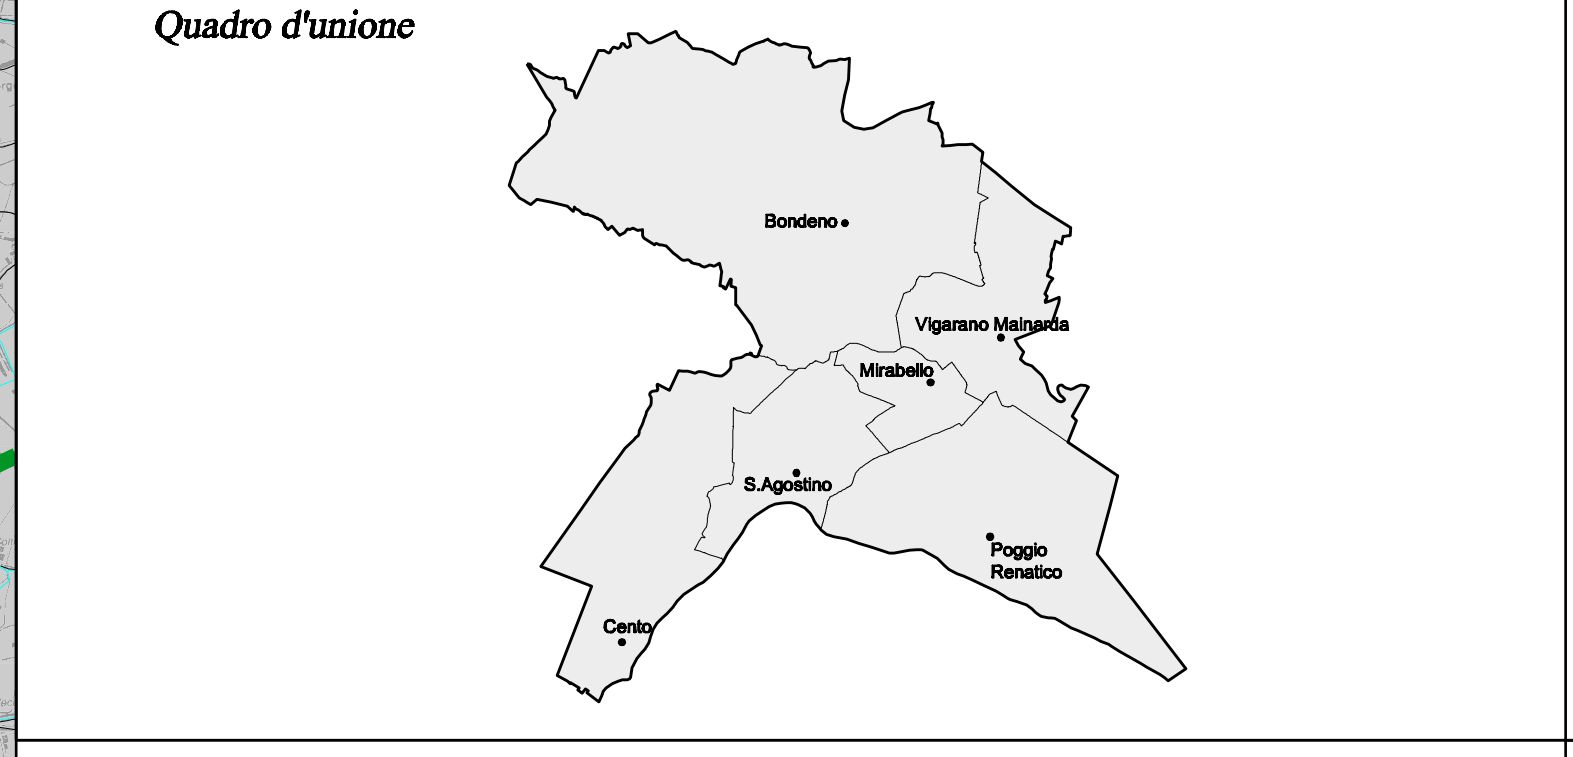 Quadro d'unione
Bondeno
Vigarano Mainarda
Mirabello
S.Agostino
Poggio
Renatico
Cento